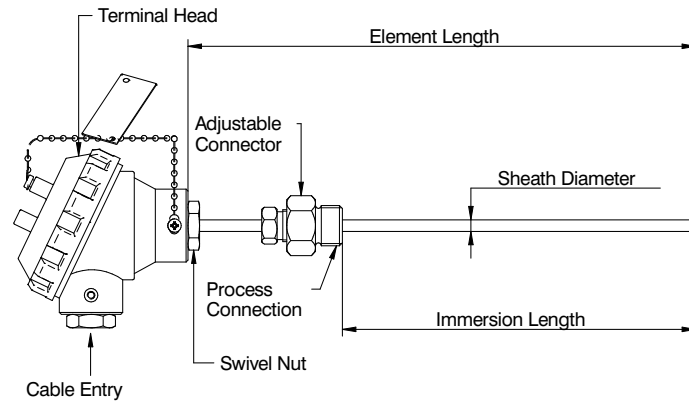 Terminal Head
Element Length
Adjustable
Connector
Sheath Diameter
Process
Connection
Immersion Length
Swivel Nut
Cable Entry